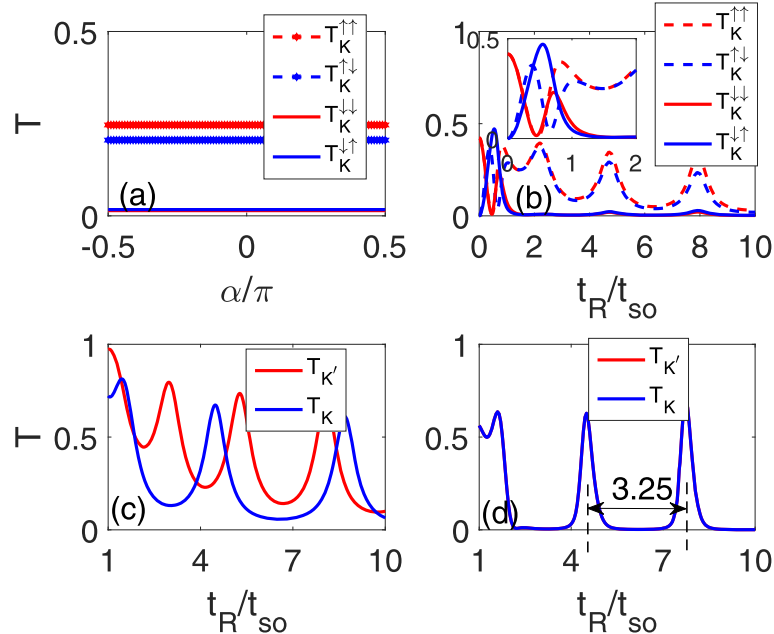 0.5
T
0
-0.5 0 0.5
α/π
(a)
T_K^↑↑
T_K^↑↓
T_K^↓↓
T_K^↓↑
1
0.5
0
0 2 4 6 8 10
t_R/t_so
(b)
0.5
0
0 1 2
T_K^↑↑
T_K^↑↓
T_K^↓↓
T_K^↓↑
1
T
0.5
0
1 4 7 10
t_R/t_so
(c)
T_K′
T_K
1
0.5
0
1 4 7 10
t_R/t_so
(d)
T_K′
T_K
3.25